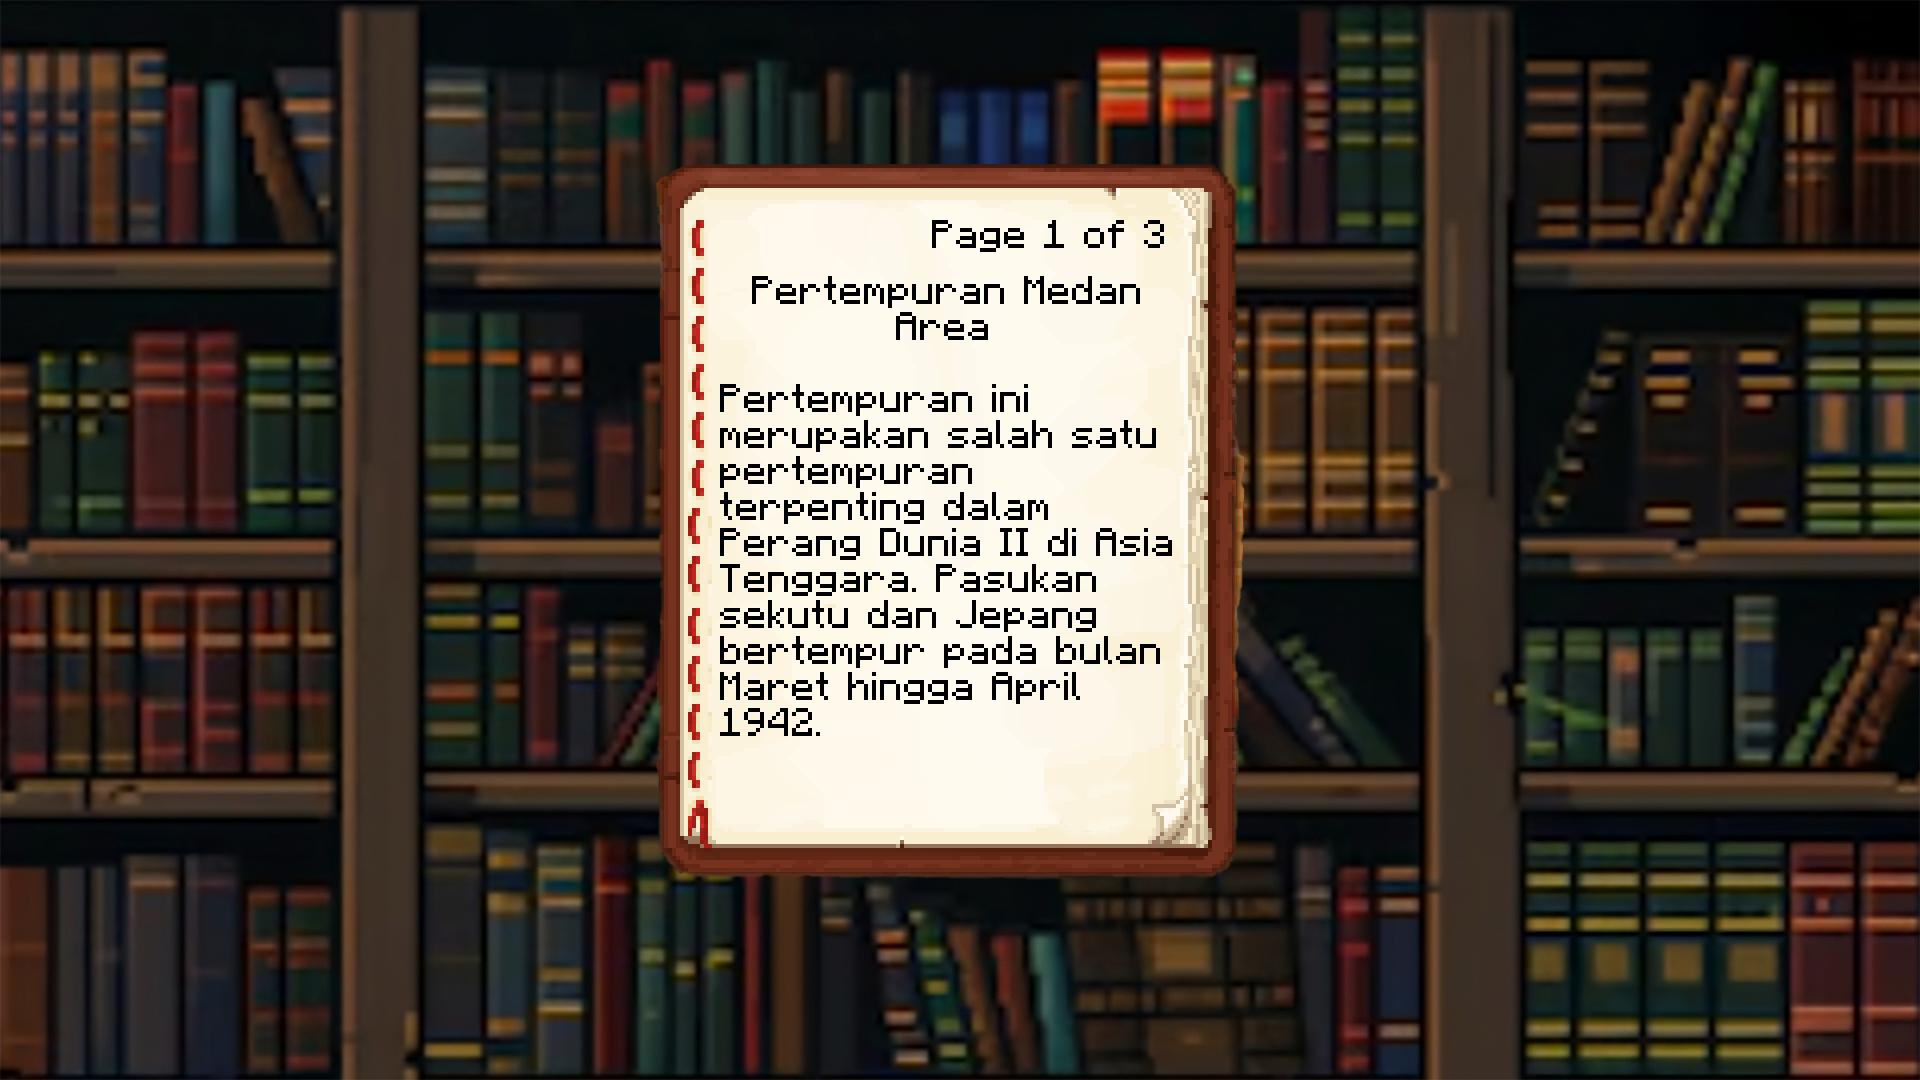 Page 1 of 3
Pertempuran Medan
Area
Pertempuran ini
merupakan salah satu
pertempuran
terpenting dalam
Perang Dunia II di Asia
Tenggara. Pasukan
sekutu dan Jepang
bertempur pada bulan
Maret hingga April
1942.